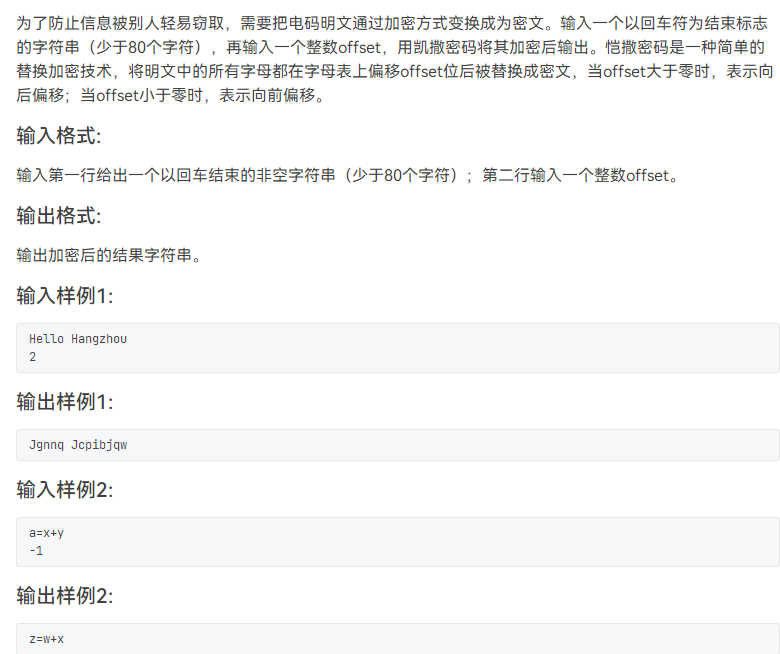 为了防止信息被别人轻易窃取，需要把电码明文通过加密方式变换成为密文。输入一个以回车符为结束标志
的字符串（少于80个字符），再输入一个整数offset，用凯撒密码将其加密后输出。恺撒密码是一种简单的
替换加密技术，将明文中的所有字母都在字母表上偏移offset位后被替换成密文，当offset大于零时，表示向
后偏移；当offset小于零时，表示向前偏移。
输入格式:
输入第一行给出一个以回车结束的非空字符串（少于80个字符）；第二行输入一个整数offset。
输出格式:
输出加密后的结果字符串。
输入样例1:
Hello Hangzhou
2
输出样例1:
Jgnnq Jcpibjqw
输入样例2:
a=x+y
-1
输出样例2:
z=w+x